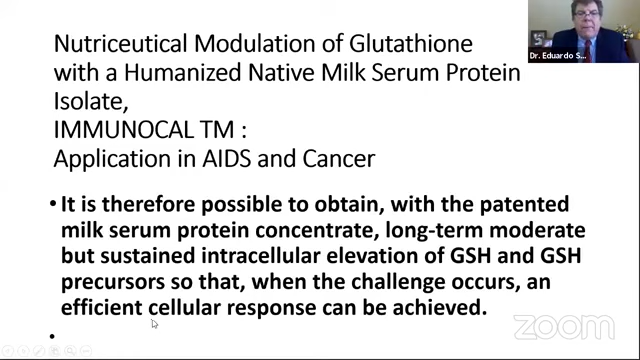 Nutriceutical Modulation of Glutathione
with a Humanized Native Milk Serum Protein
Isolate,
IMMUNOCAL TM :
Application in AIDS and Cancer
• It is therefore possible to obtain, with the patented
milk serum protein concentrate, long-term moderate
but sustained intracellular elevation of GSH and GSH
precursors so that, when the challenge occurs, an
efficient cellular response can be achieved.
•
Dr. Eduardo S...
zoom